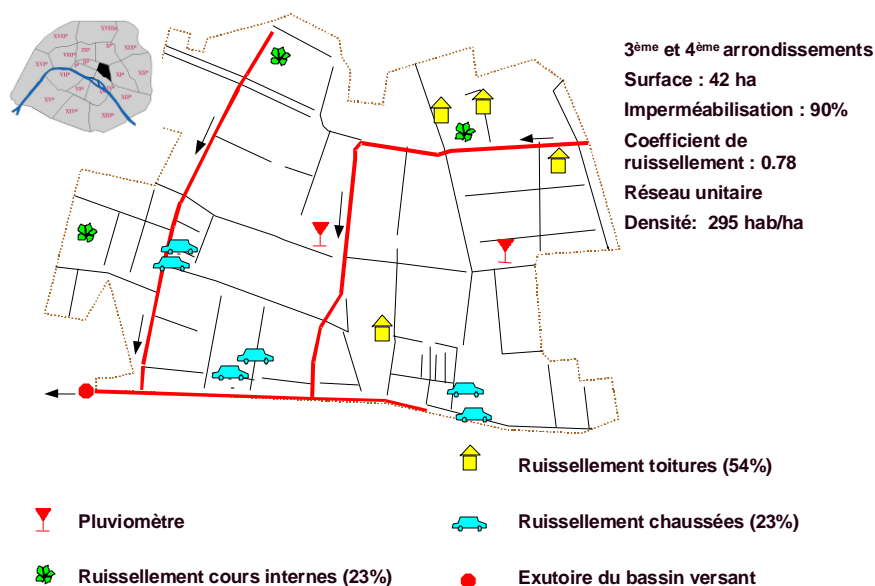 3ème et 4ème arrondissements
Surface : 42 ha
Imperméabilisation : 90%
Coefficient de
ruissellement : 0.78
Réseau unitaire
Densité: 295 hab/ha
Ruissellement toitures (54%)
Pluviomètre
Ruissellement chaussées (23%)
Ruissellement cours internes (23%)
Exutoire du bassin versant